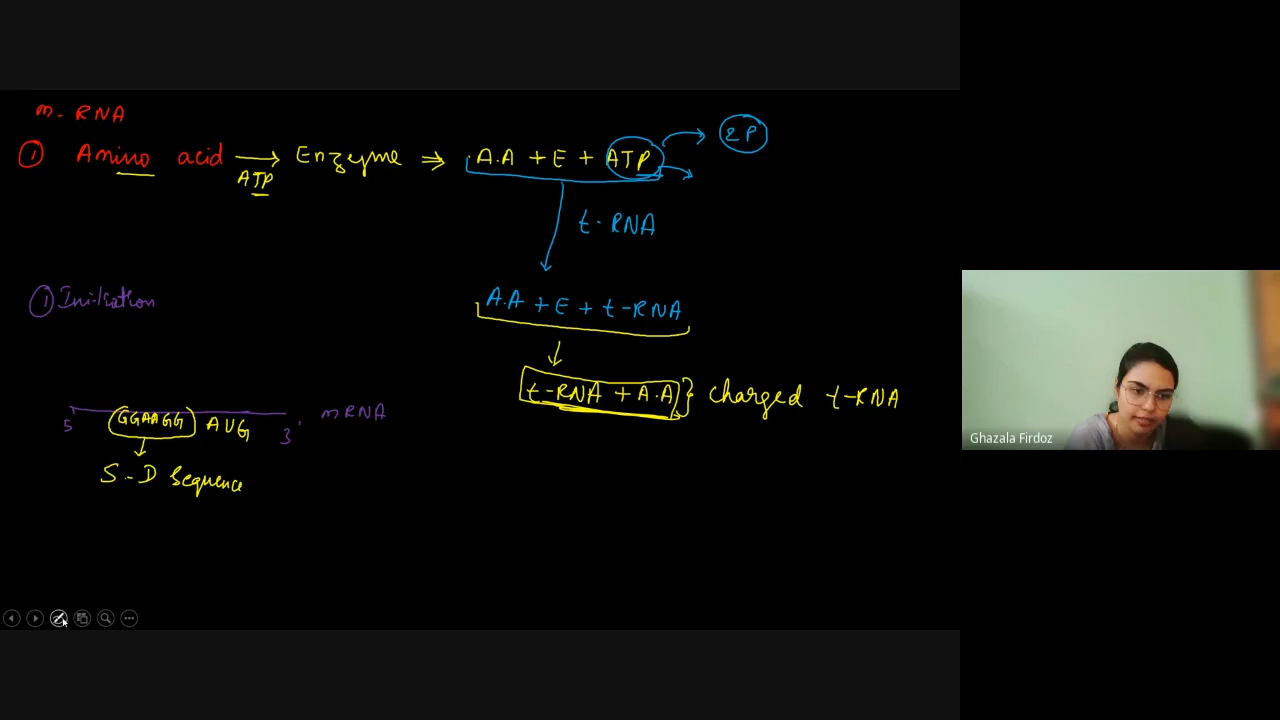 m-RNA
① Amino acid → Enzyme ⇒ A.A + E + ATP → 2P
ATP
t-RNA
① Initiation
A.A + E + t-RNA
t-RNA + A.A } charged t-RNA
5' GGAAGG AUG 3' mRNA
S-D Sequence
Ghazala Firdoz